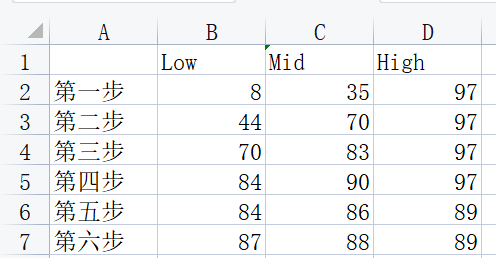 A B C D
1 Low Mid High
2 第一步 8 35 97
3 第二步 44 70 97
4 第三步 70 83 97
5 第四步 84 90 97
6 第五步 84 86 89
7 第六步 87 88 89